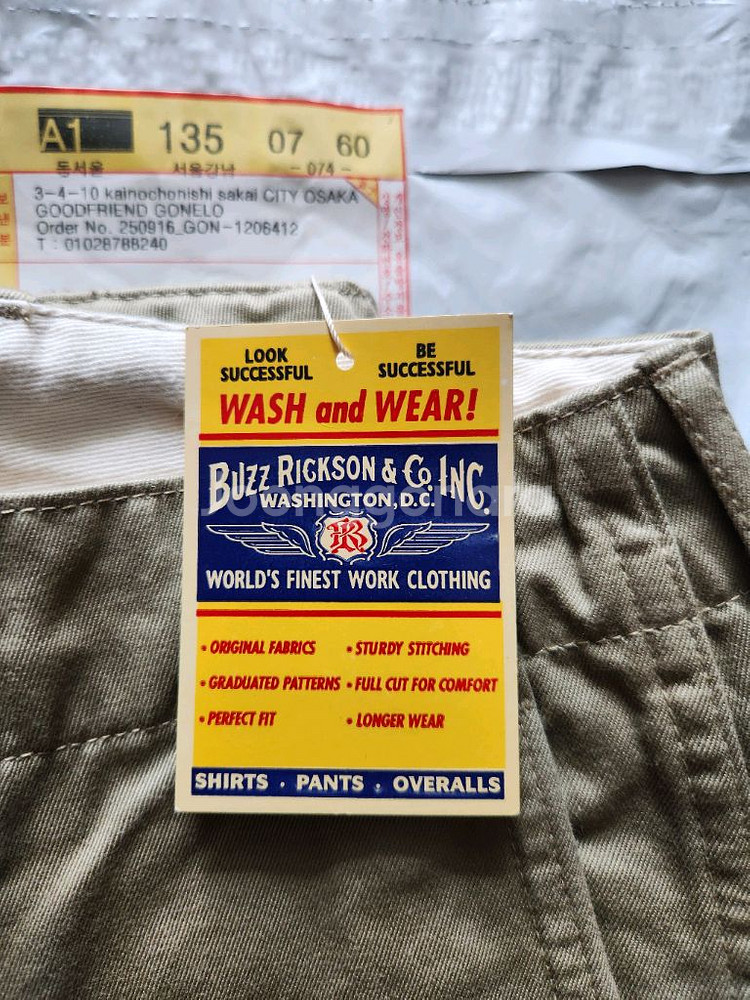 A1 135 07 60
동서울 서울강남 - 074 -
3-4-10 kainochonishi sakai CITY OSAKA
GOODFRIEND GONELO
Order No. 250916_GON-1206412
T : 01028788240
LOOK SUCCESSFUL
BE SUCCESSFUL
WASH and WEAR!
BUZZ RICKSON & Co. INC.
WASHINGTON, D.C.
BR
WORLD'S FINEST WORK CLOTHING
• ORIGINAL FABRICS • STURDY STITCHING
• GRADUATED PATTERNS • FULL CUT FOR COMFORT
• PERFECT FIT • LONGER WEAR
SHIRTS . PANTS . OVERALLS